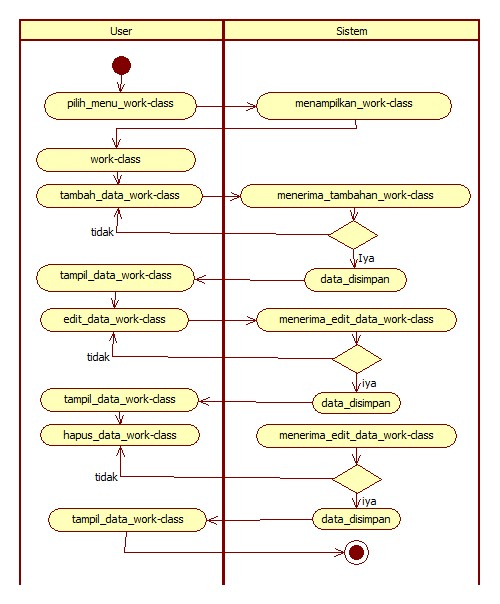 User
Sistem
pilih_menu_work-class
menampilkan_work-class
work-class
tambah_data_work-class
menerima_tambahan_work-class
tidak
Iya
tampil_data_work-class
data_disimpan
edit_data_work-class
menerima_edit_data_work-class
tidak
iya
tampil_data_work-class
data_disimpan
hapus_data_work-class
menerima_edit_data_work-class
tidak
iya
tampil_data_work-class
data_disimpan